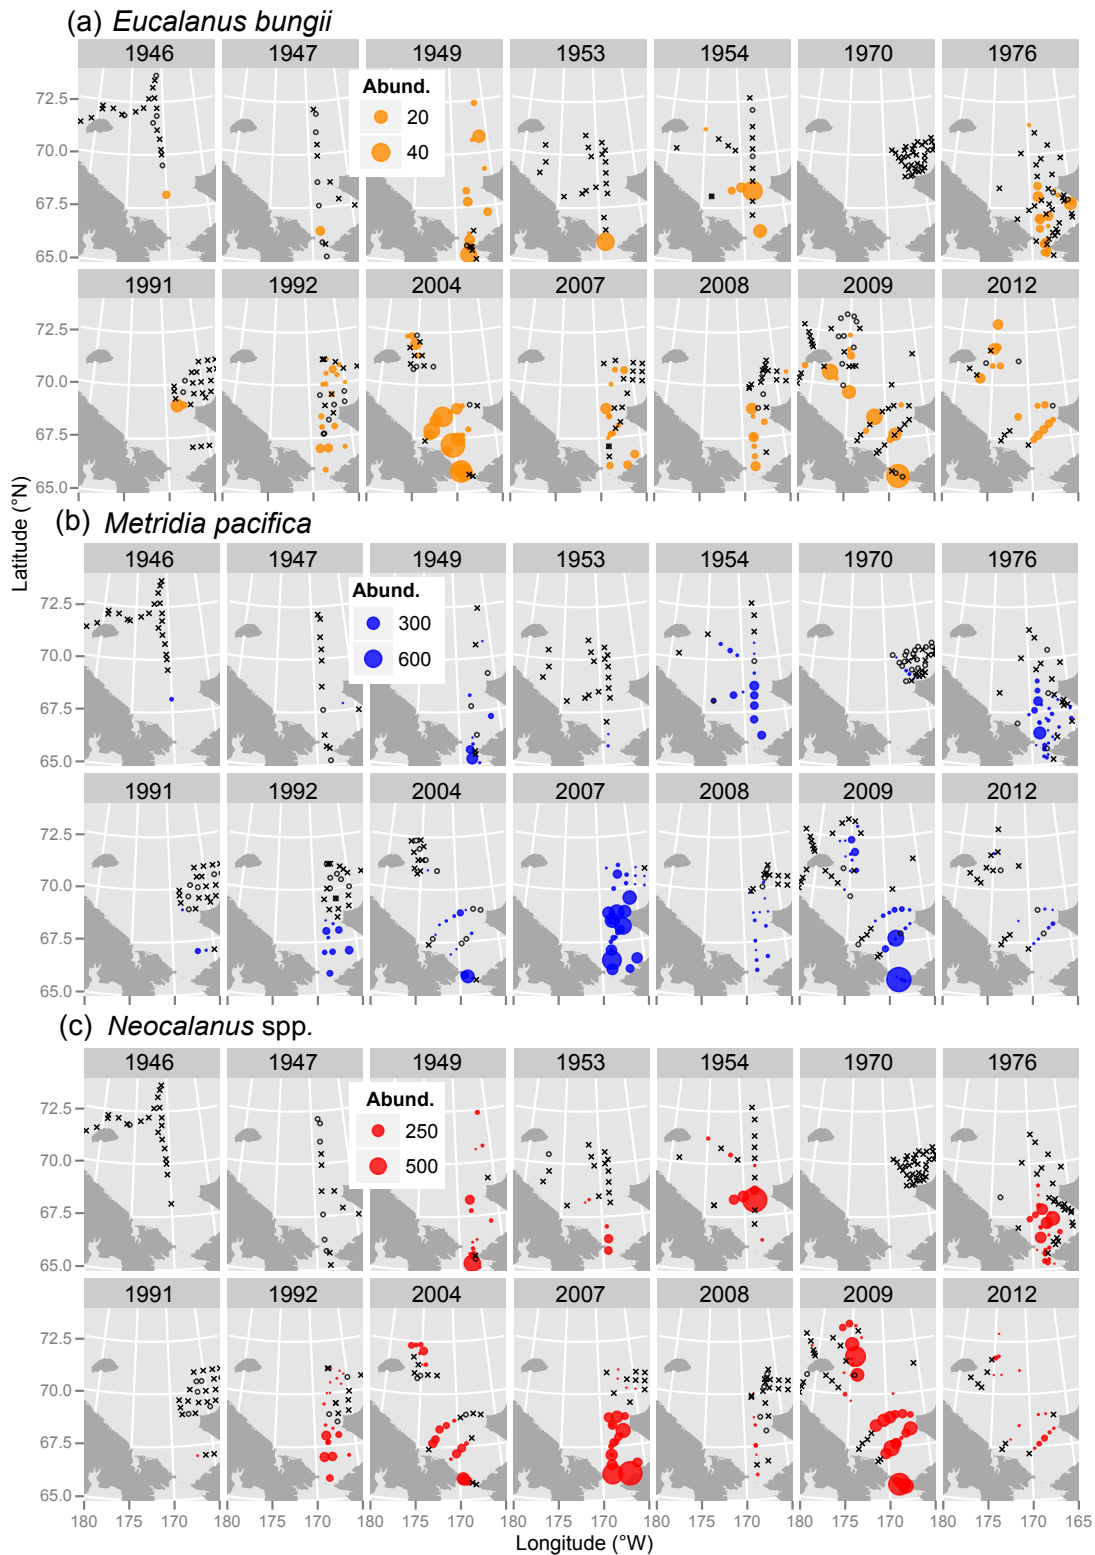 (a) Eucalanus bungii
1946 1947 1949 1953 1954 1970 1976
Abund.
20
40
72.5
70.0
67.5
65.0
1991 1992 2004 2007 2008 2009 2012
72.5
70.0
67.5
65.0
Latitude (°N)
(b) Metridia pacifica
1946 1947 1949 1953 1954 1970 1976
Abund.
300
600
72.5
70.0
67.5
65.0
1991 1992 2004 2007 2008 2009 2012
72.5
70.0
67.5
65.0
(c) Neocalanus spp.
1946 1947 1949 1953 1954 1970 1976
Abund.
250
500
72.5
70.0
67.5
65.0
1991 1992 2004 2007 2008 2009 2012
72.5
70.0
67.5
65.0
180 175 170 180 175 170 180 175 170 180 175 170 180 175 170 180 175 170 180 175 170 165
Longitude (°W)